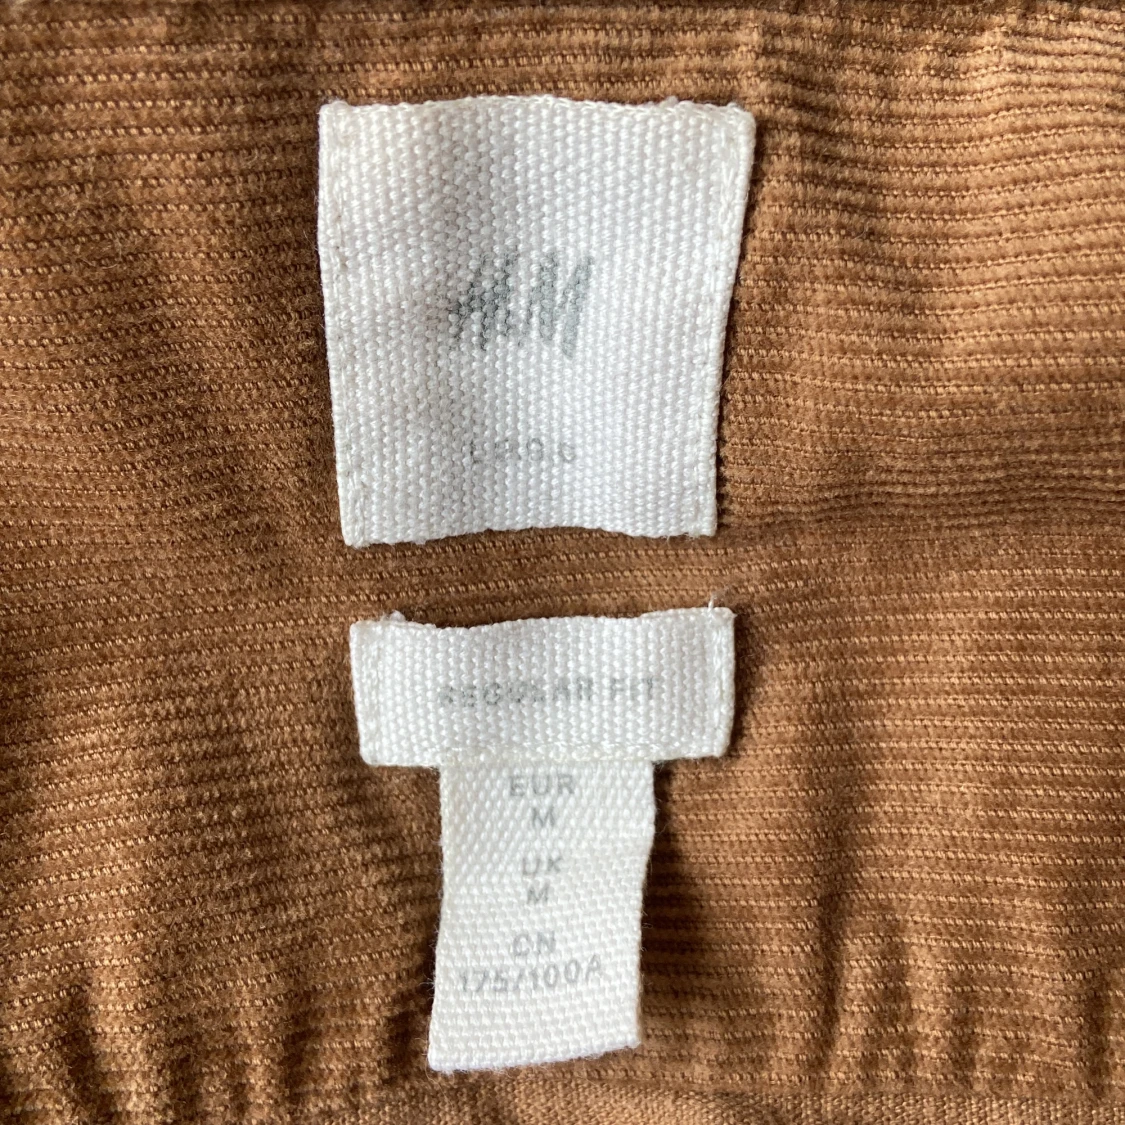 H&M
L.O.G.G
REGULAR FIT
EUR
M
UK
M
CN
175/100A